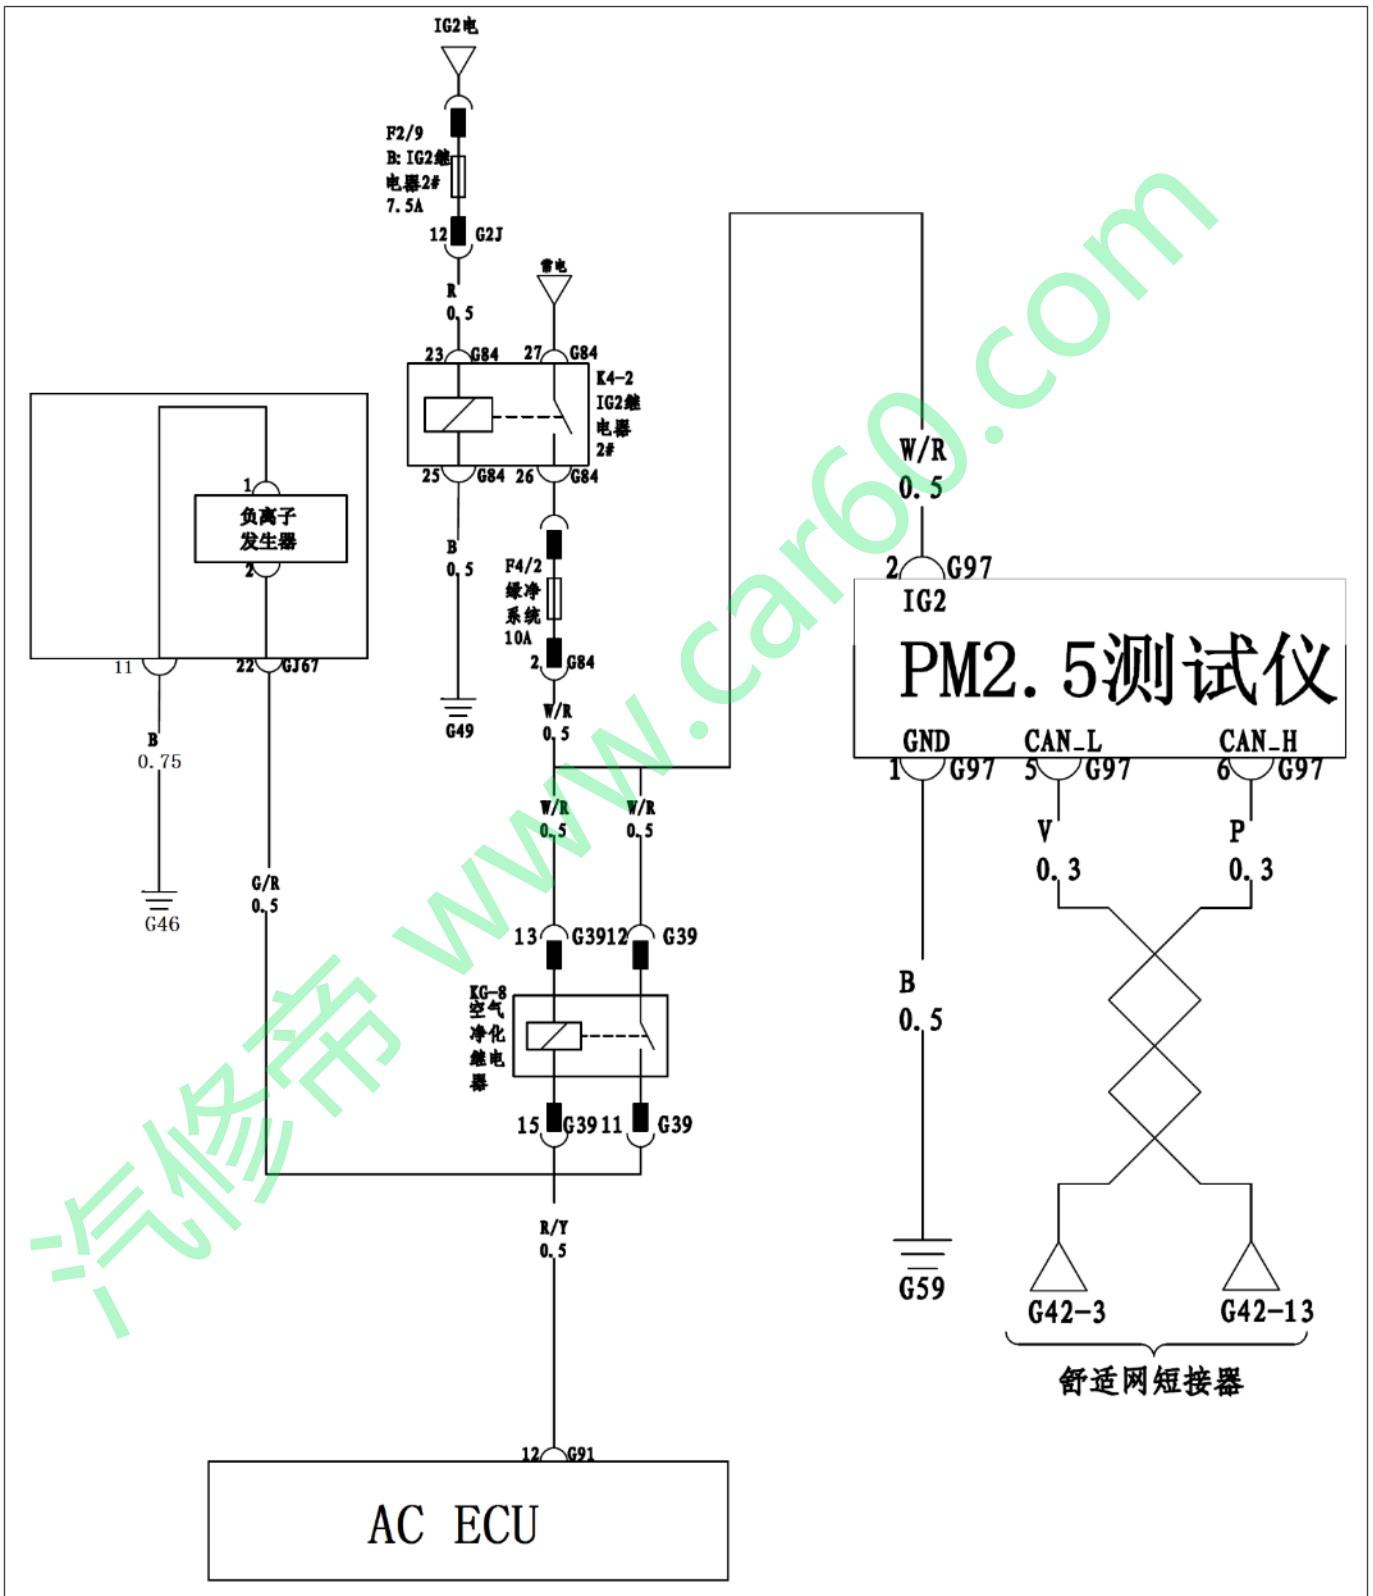 IG2电
F2/9
B: IG2继
电器2#
7.5A
12
G2J
R
0.5
常电
23
G84
27
G84
K4-2
IG2继
电器
2#
25
G84
26
G84
B
0.5
G49
F4/2
绿净
系统
10A
2
G84
W/R
0.5
1
负离子
发生器
2
11
22
GJ67
B
0.75
G46
G/R
0.5
W/R
0.5
W/R
0.5
13
G39
12
G39
KG-8
空气
净化
继电
器
15
G39
11
G39
R/Y
0.5
12
G91
AC ECU
W/R
0.5
2
G97
IG2
PM2.5测试仪
GND
CAN_L
CAN_H
1
G97
5
G97
6
G97
V
0.3
P
0.3
B
0.5
G59
G42-3
G42-13
舒适网短接器
汽修帝 www.car60.com